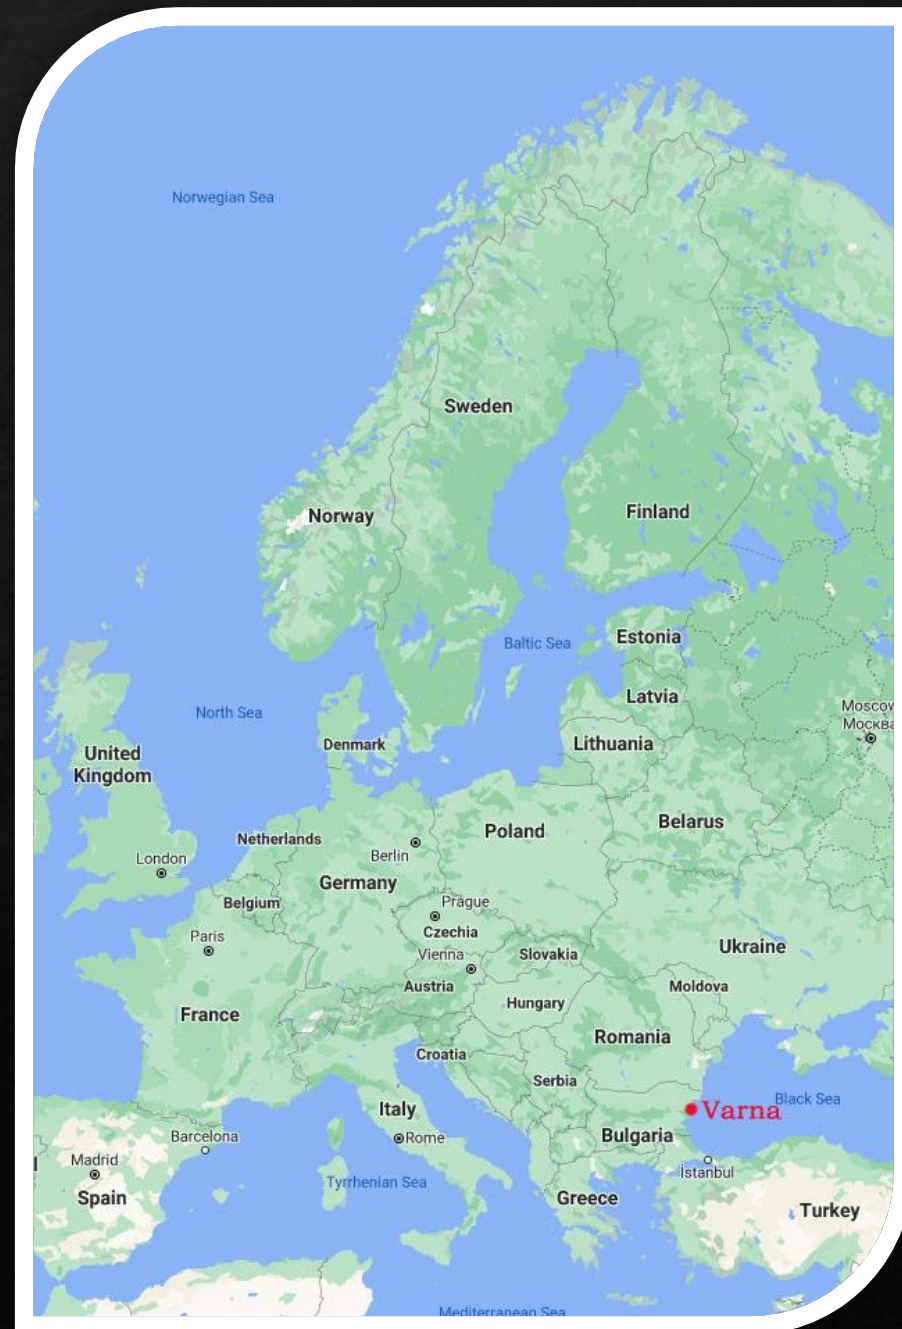 Norwegian Sea
Sweden
Norway
Finland
Baltic Sea
Estonia
Latvia
North Sea
Moscow
Москва
Denmark
Lithuania
United
Kingdom
Belarus
Poland
Netherlands
London
Berlin
Germany
Belgium
Prague
Czechia
Paris
Vienna
Slovakia
Ukraine
Austria
Moldova
Hungary
France
Romania
Croatia
Serbia
Black Sea
Varna
Italy
Barcelona
Rome
Bulgaria
Madrid
İstanbul
Tyrrhenian Sea
Spain
Greece
Turkey
Mediterranean Sea